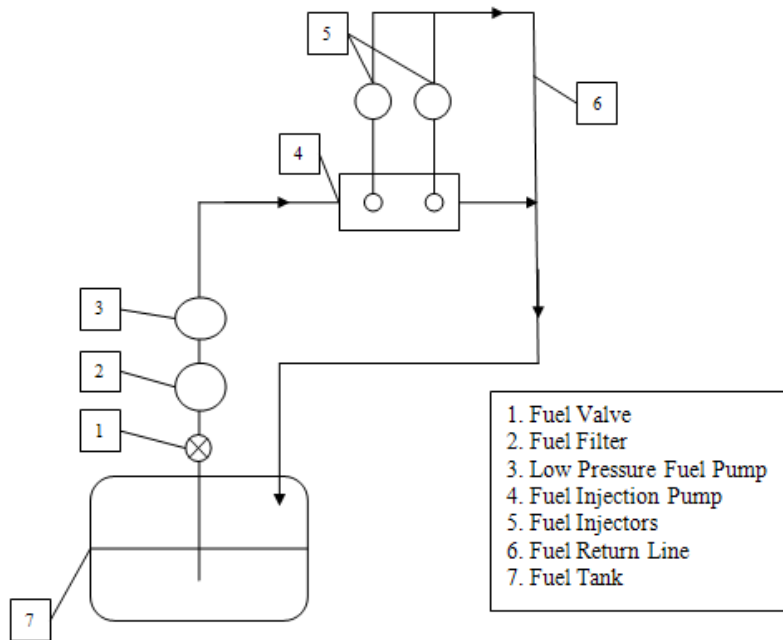 5
6
4
3
2
1
7
1. Fuel Valve
2. Fuel Filter
3. Low Pressure Fuel Pump
4. Fuel Injection Pump
5. Fuel Injectors
6. Fuel Return Line
7. Fuel Tank